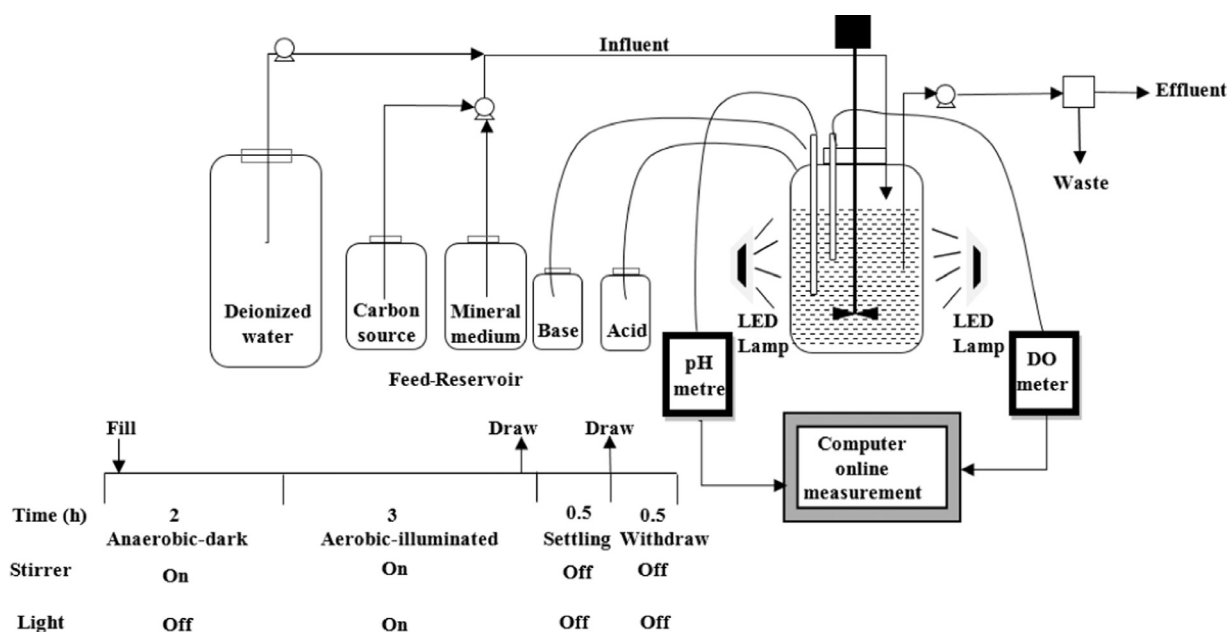 Influent
Effluent
Waste
Deionized
water
Carbon
source
Mineral
medium
Base
Acid
LED
Lamp
LED
Lamp
Feed-Reservoir
pH
metre
DO
meter
Computer
online
measurement
Fill
Draw
Draw
Time (h) 2 3 0.5 0.5
Anaerobic-dark Aerobic-illuminated Settling Withdraw
Stirrer On On Off Off
Light Off On Off Off